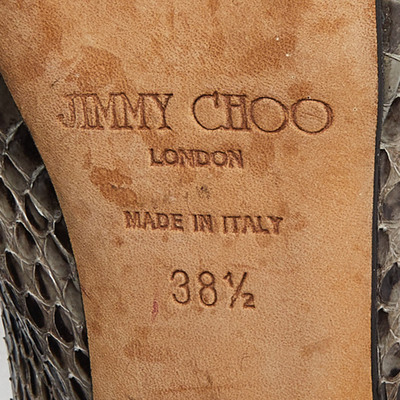 JIMMY CHOO
LONDON
MADE IN ITALY
38½